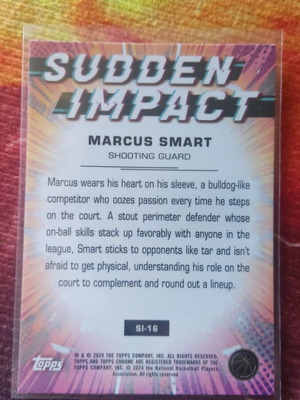 SUDDEN
IMPACT
MARCUS SMART
SHOOTING GUARD
Marcus wears his heart on his sleeve, a bulldog-like
competitor who oozes passion every time he steps
on the court. A stout perimeter defender whose
on-ball skills stack up favorably with anyone in the
league, Smart sticks to opponents like tar and isn't
afraid to get physical, understanding his role on the
court to complement and round out a lineup.
SI-16
® & © 2024 THE TOPPS COMPANY, INC. ALL RIGHTS RESERVED.
TOPPS AND TOPPS CHROME ARE REGISTERED TRADEMARKS OF THE
TOPPS COMPANY, INC. © 2024 the National Basketball Players
Association. All rights reserved.
Topps